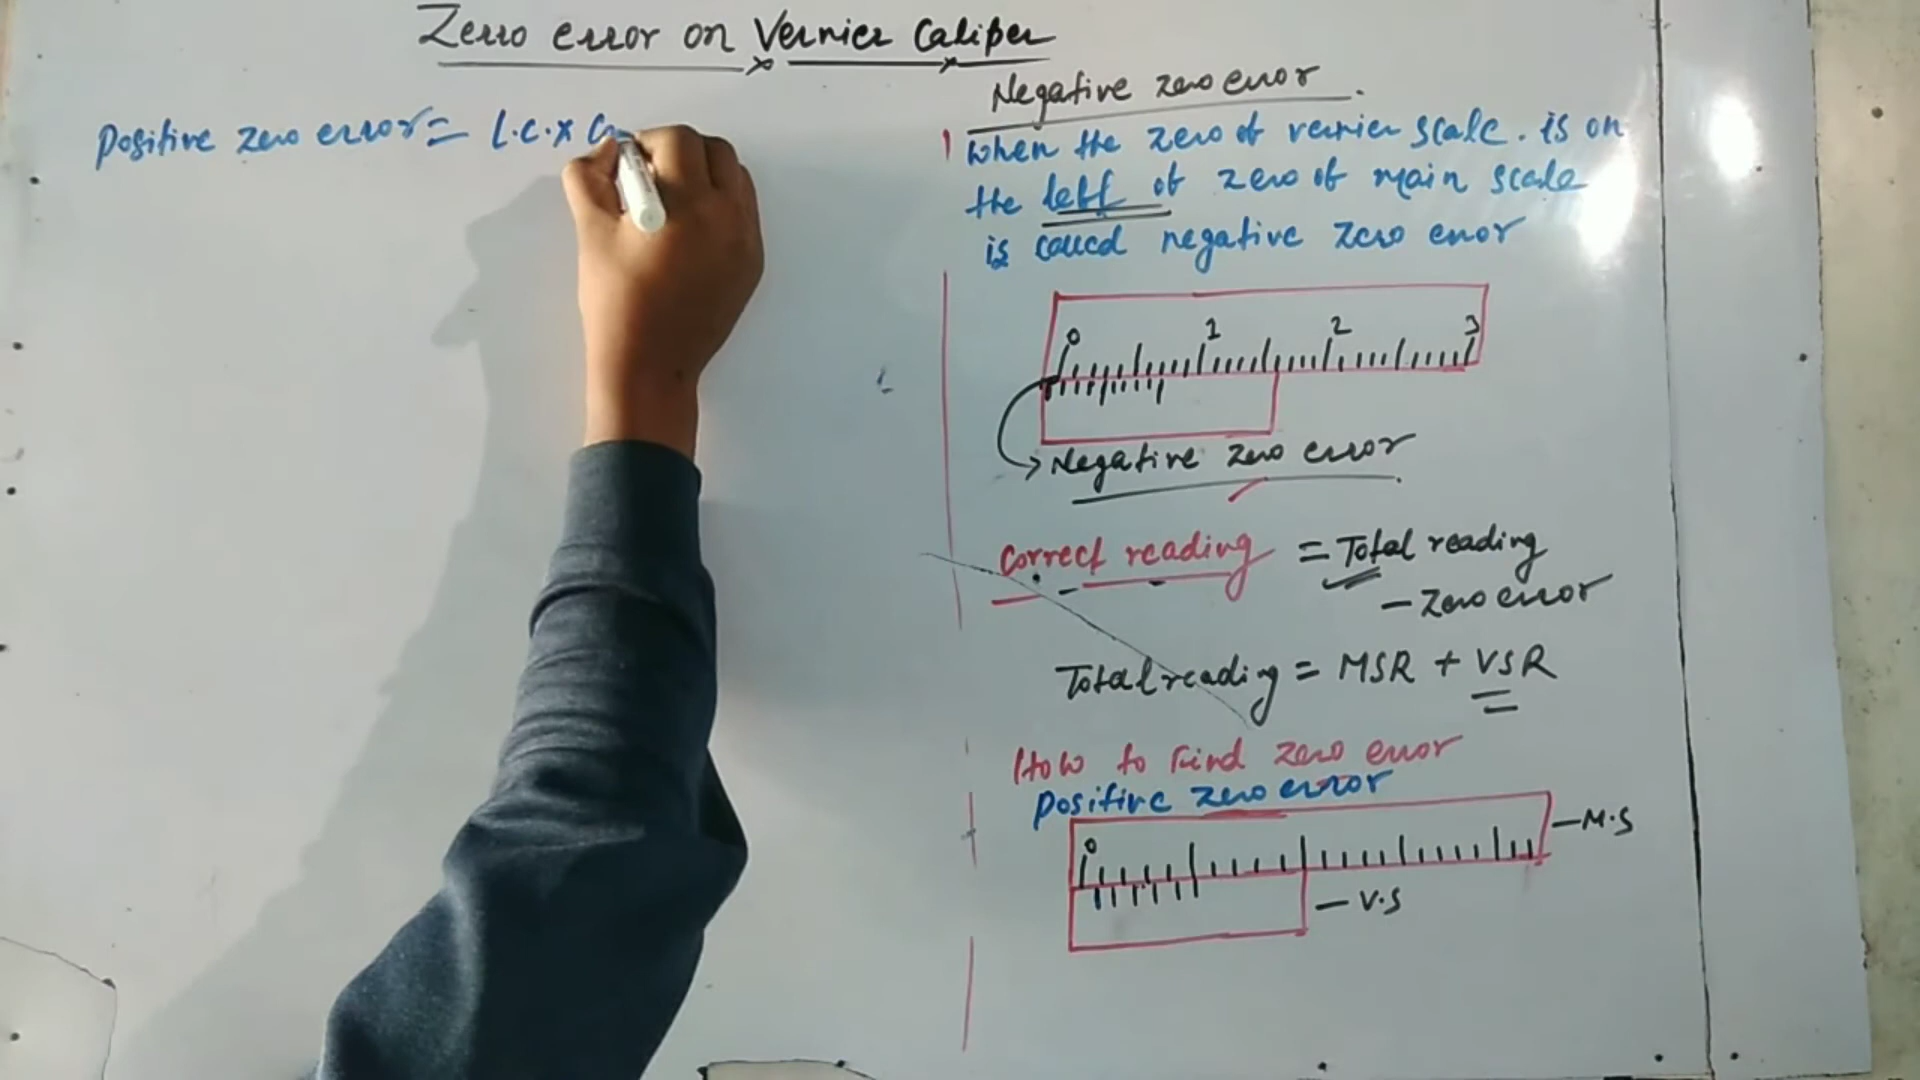 Zero error on Vernier Caliper
Positive zero error = L.C. ×
Negative zero error.
When the zero of vernier scale. is on
the left of zero of main scale
is called negative zero error
0 1 2 3
Negative zero error
Correct reading = Total reading
- Zero error
Total reading = MSR + VSR
How to Find zero error
Positive zero error
0
M.S
V.S